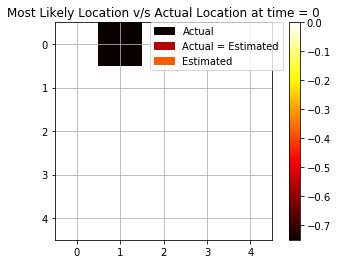 Most Likely Location v/s Actual Location at time = 0
Actual
Actual = Estimated
Estimated
0
1
2
3
4
0 1 2 3 4
0.0
−0.1
−0.2
−0.3
−0.4
−0.5
−0.6
−0.7